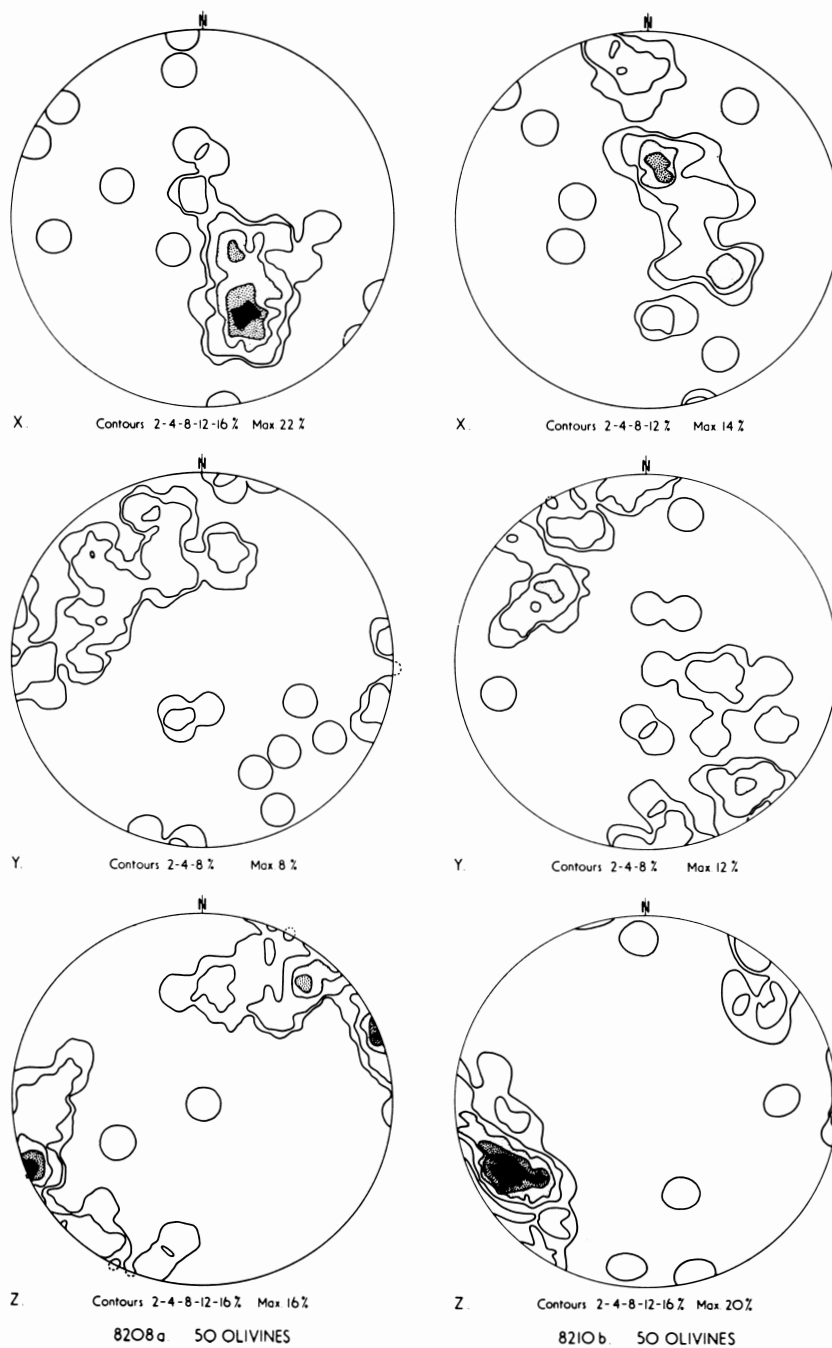 N N
X. Contours 2-4-8-12-16 % Max 22 % X. Contours 2-4-8-12 % Max 14 %
N N
Y. Contours 2-4-8 % Max 8 % Y. Contours 2-4-8 % Max 12 %
N N
Z. Contours 2-4-8-12-16 % Max 16 % Z. Contours 2-4-8-12-16 % Max. 20 %
8208a. 50 OLIVINES 8210b. 50 OLIVINES